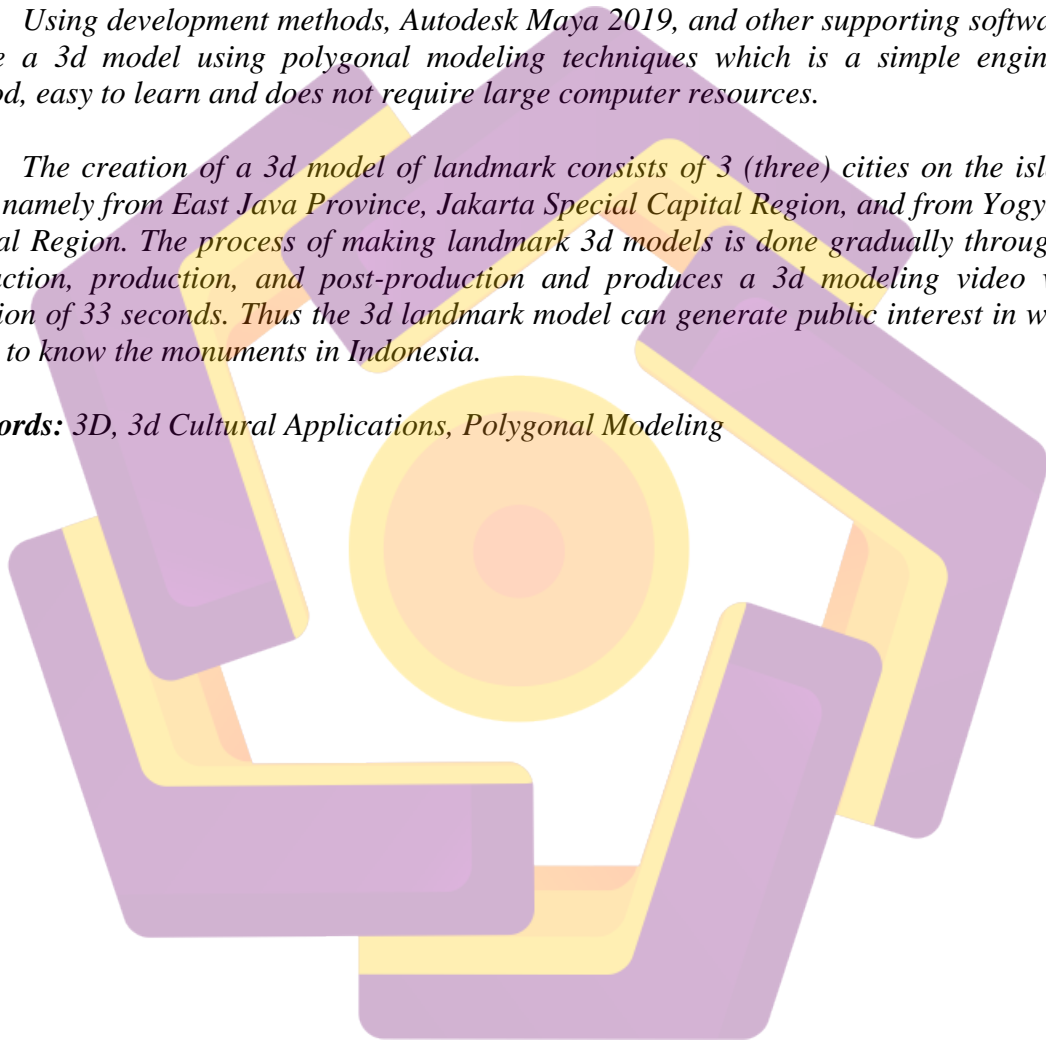 Using development methods, Autodesk Maya 2019, and other supporting softwa
e a 3d model using polygonal modeling techniques which is a simple engin
od, easy to learn and does not require large computer resources.
The creation of a 3d model of landmark consists of 3 (three) cities on the isl
namely from East Java Province, Jakarta Special Capital Region, and from Yogy
al Region. The process of making landmark 3d models is done gradually throug
ction, production, and post-production and produces a 3d modeling video
ion of 33 seconds. Thus the 3d landmark model can generate public interest in w
to know the monuments in Indonesia.
ords: 3D, 3d Cultural Applications, Polygonal Modeling